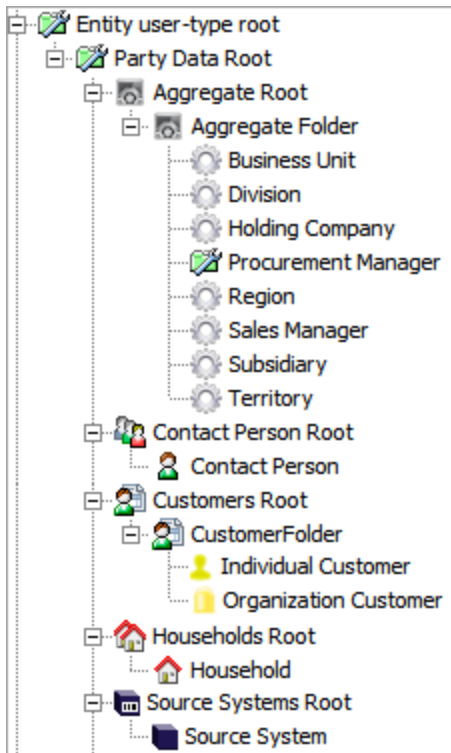 Entity user-type root
Party Data Root
Aggregate Root
Aggregate Folder
Business Unit
Division
Holding Company
Procurement Manager
Region
Sales Manager
Subsidiary
Territory
Contact Person Root
Contact Person
Customers Root
CustomerFolder
Individual Customer
Organization Customer
Households Root
Household
Source Systems Root
Source System